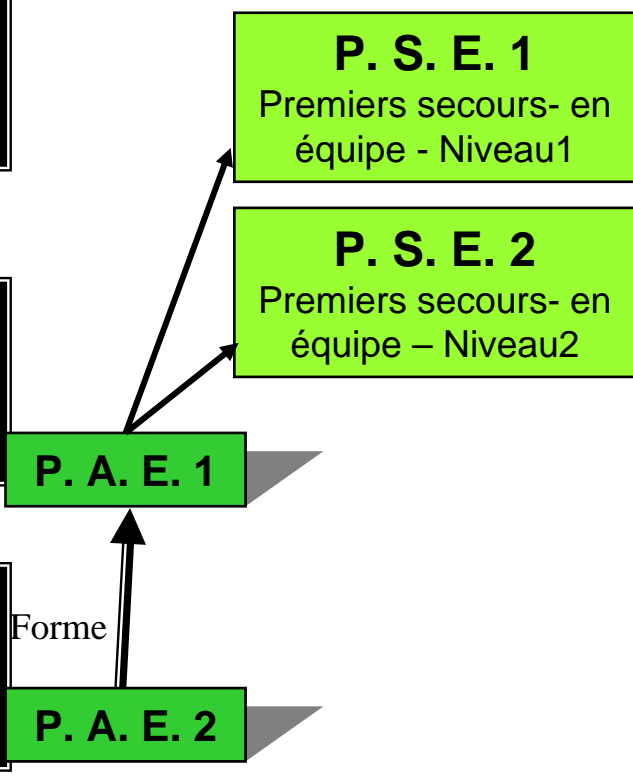 P. S. E. 1
Premiers secours- en
équipe - Niveau1
P. S. E. 2
Premiers secours- en
équipe – Niveau2
P. A. E. 1
Forme
P. A. E. 2